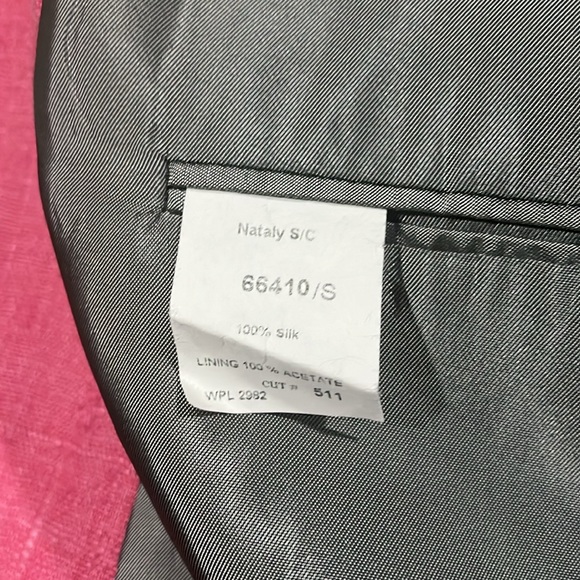 Nataly S/C
66410/S
100% Silk
LINING 100% ACETATE
CUT # 511
WPL 2982